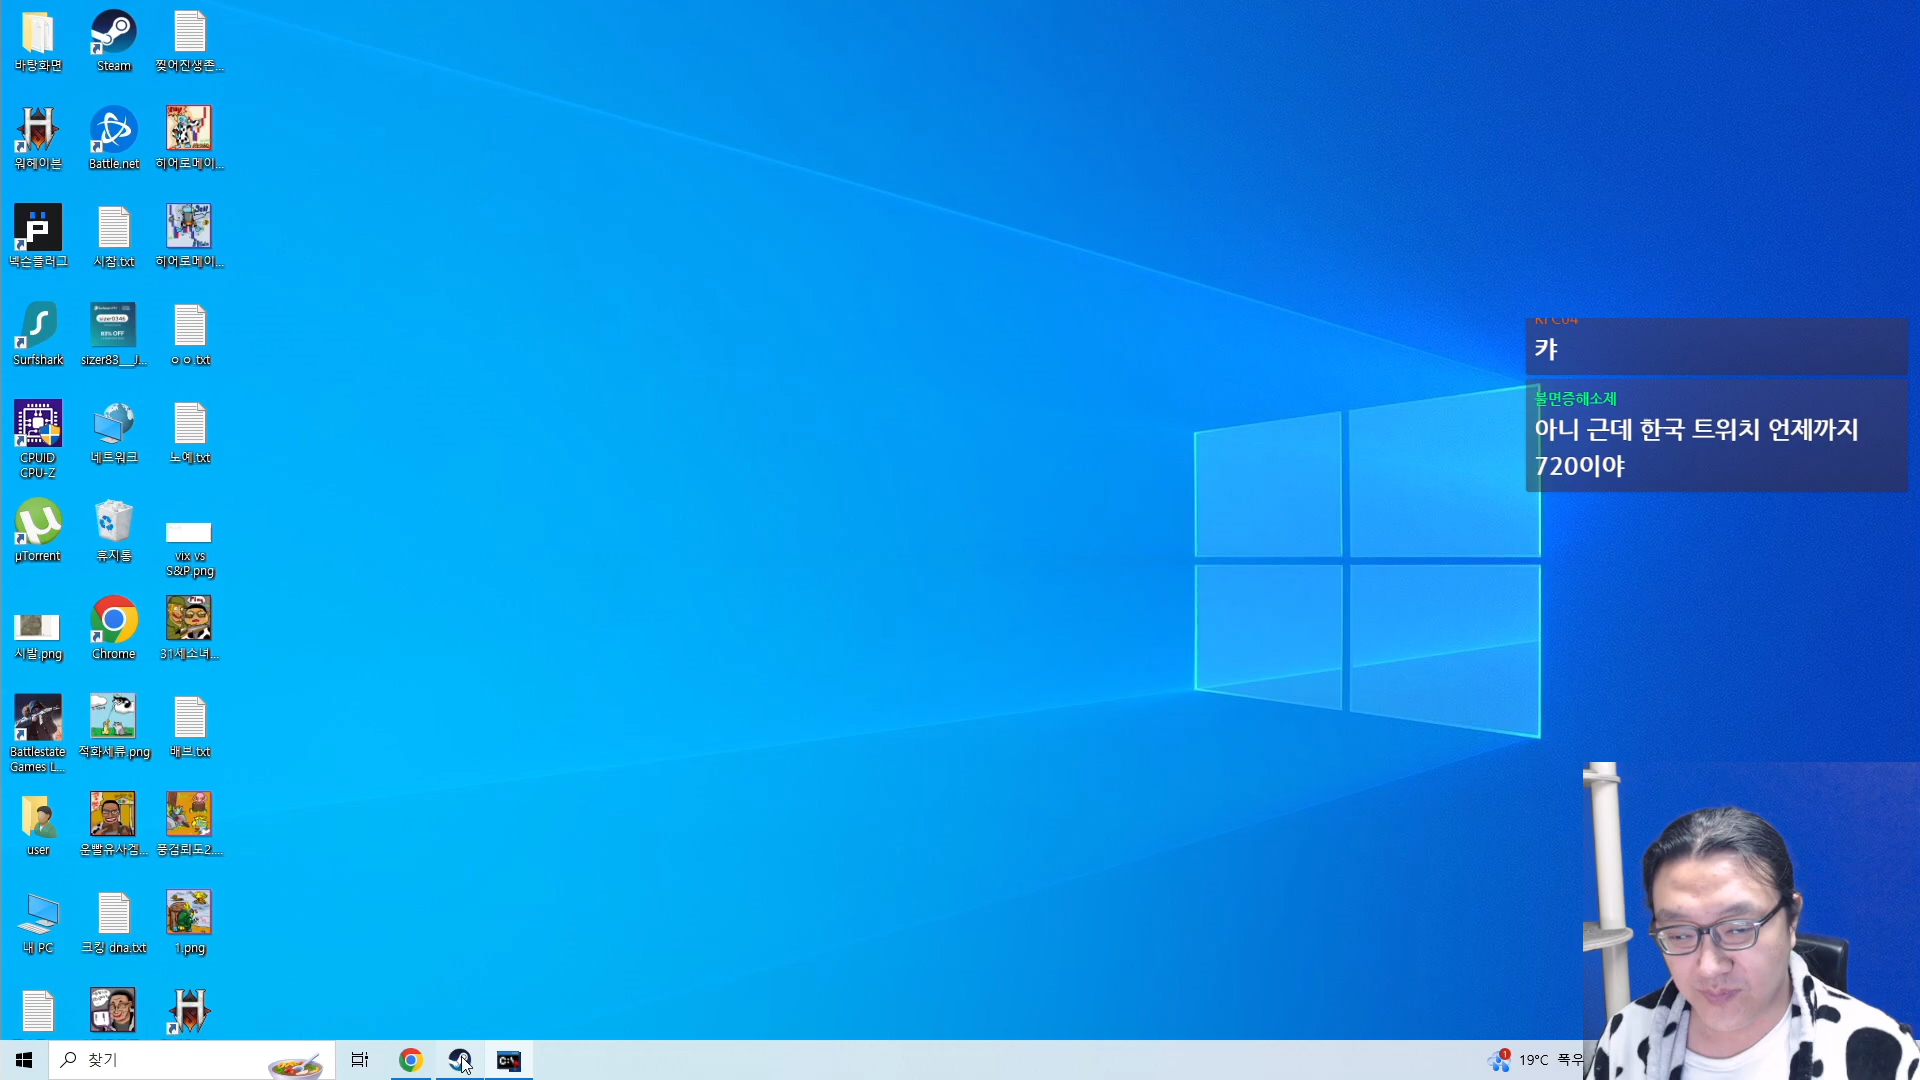 바탕화면
Steam
찢어진생존...
워헤이븐
Battle.net
히어로메이...
넥슨플러그
시참.txt
히어로메이...
Surfshark
sizer83__J...
ㅇㅇ.txt
CPUID
CPU-Z
네트워크
노예.txt
µTorrent
휴지통
vix vs
S&P.png
시발.png
Chrome
31세소녀...
Battlestate
Games L...
적화세류.png
배브.txt
user
운빨유사겜...
풍검뢰도2....
내 PC
크킹 dna.txt
1.png
캬
불면증해소제
아니 근데 한국 트위치 언제까지
720이야
찾기
19°C 폭우